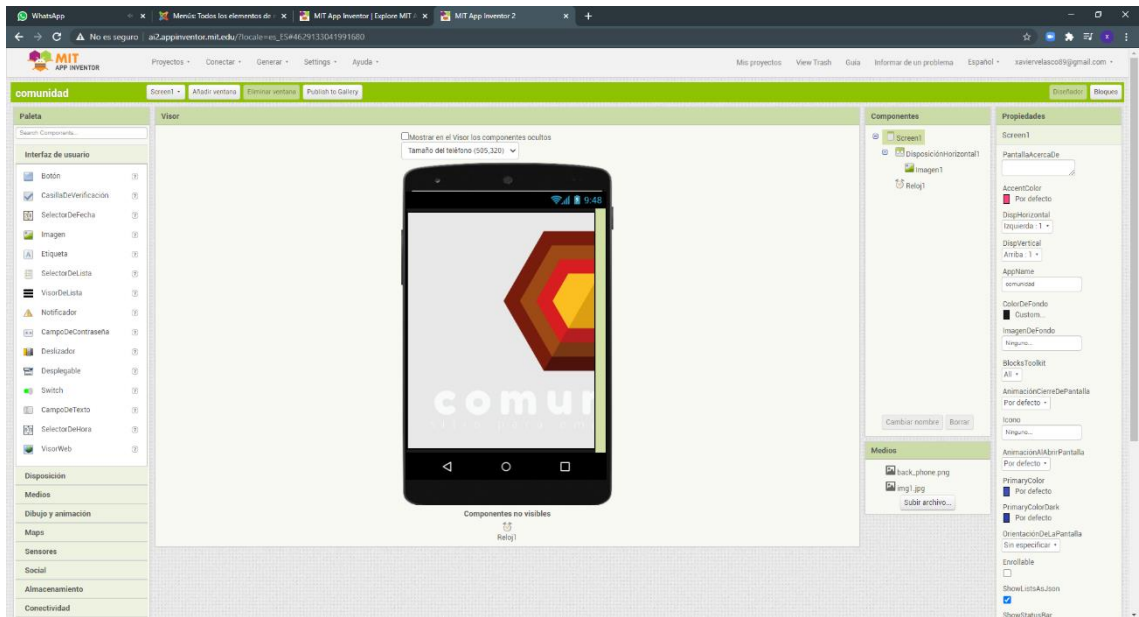 WhatsApp
Menús: Todos los elementos de
MIT App Inventor | Explore MIT A
MIT App Inventor 2
No es seguro | ai2.appinventor.mit.edu/?locale=es_ES#4629133041991680
MIT
APP INVENTOR
Proyectos
Conectar
Generar
Settings
Ayuda
Mis proyectos
View Trash
Guía
Informar de un problema
Español
xaviervelasco89@gmail.com
comunidad
Screen1
Añadir ventana
Eliminar ventana
Publish to Gallery
Diseñador
Bloques
Paleta
Search Components...
Interfaz de usuario
Botón
CasillaDeVerificación
SelectorDeFecha
Imagen
Etiqueta
SelectorDeLista
VisorDeLista
Notificador
CampoDeContraseña
Deslizador
Desplegable
Switch
CampoDeTexto
SelectorDeHora
VisorWeb
Disposición
Medios
Dibujo y animación
Maps
Sensores
Social
Almacenamiento
Conectividad
Visor
Mostrar en el Visor los componentes ocultos
Tamaño del teléfono (505,320)
9:48
comun
Componentes no visibles
Reloj1
Componentes
Screen1
DisposiciónHorizontal1
Imagen1
Reloj1
Cambiar nombre
Borrar
Medios
back_phone.png
img1.jpg
Subir archivo...
Propiedades
Screen1
PantallaAcercaDe
AccentColor
Por defecto
DispHorizontal
Izquierda : 1
DispVertical
Arriba : 1
AppName
comunidad
ColorDeFondo
Custom...
ImagenDeFondo
Ninguno...
BlocksToolkit
All
AnimaciónCierreDePantalla
Por defecto
Icono
Ninguno...
AnimaciónAlAbrirPantalla
Por defecto
PrimaryColor
Por defecto
PrimaryColorDark
Por defecto
OrientaciónDeLaPantalla
Sin especificar
Enrollable
ShowListsAsJson
ShowStatusBar